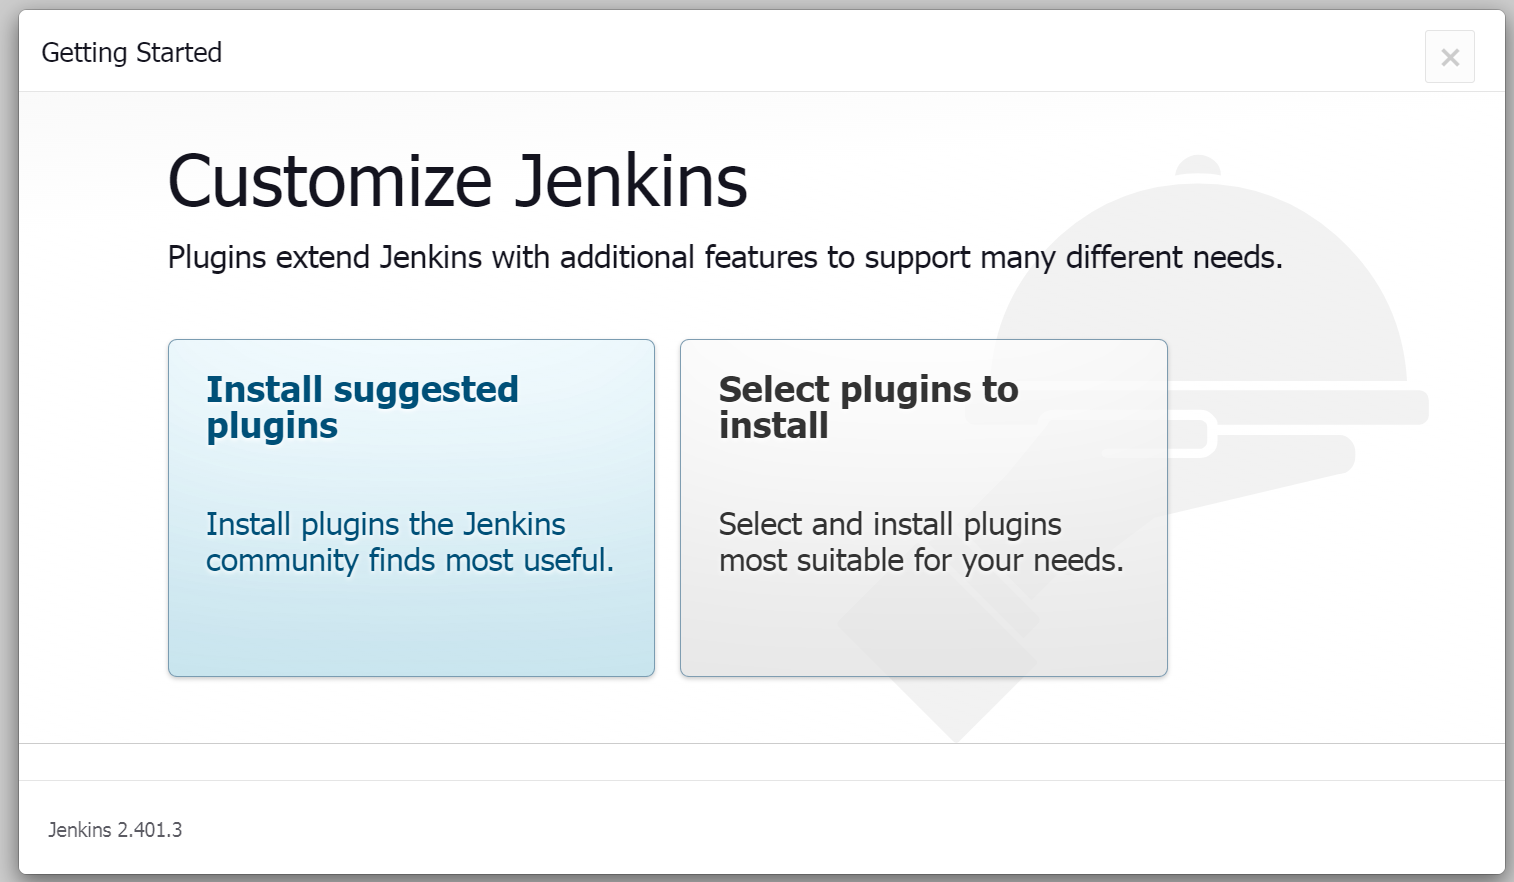 Getting Started
Customize Jenkins
Plugins extend Jenkins with additional features to support many different needs.
Install suggested
plugins
Install plugins the Jenkins
community finds most useful.
Select plugins to
install
Select and install plugins
most suitable for your needs.
Jenkins 2.401.3